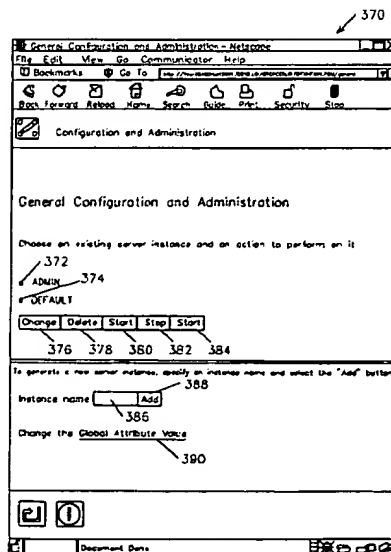 370
General Configuration and Administration - Netscape
File Edit View Go Communicator Help
Bookmarks Go To
Back Forward Reload Home Search Guide Print Security Stop
Configuration and Administration
General Configuration and Administration
Choose an existing server instance and an action to perform on it
372
374
ADMIN
DEFAULT
Change Delete Start Stop Start
376 378 380 382 384
To generate a new server instance, specify an instance name and select the "Add" button
388
Instance name Add
386
Change the Global Attribute Value
390
Document Done